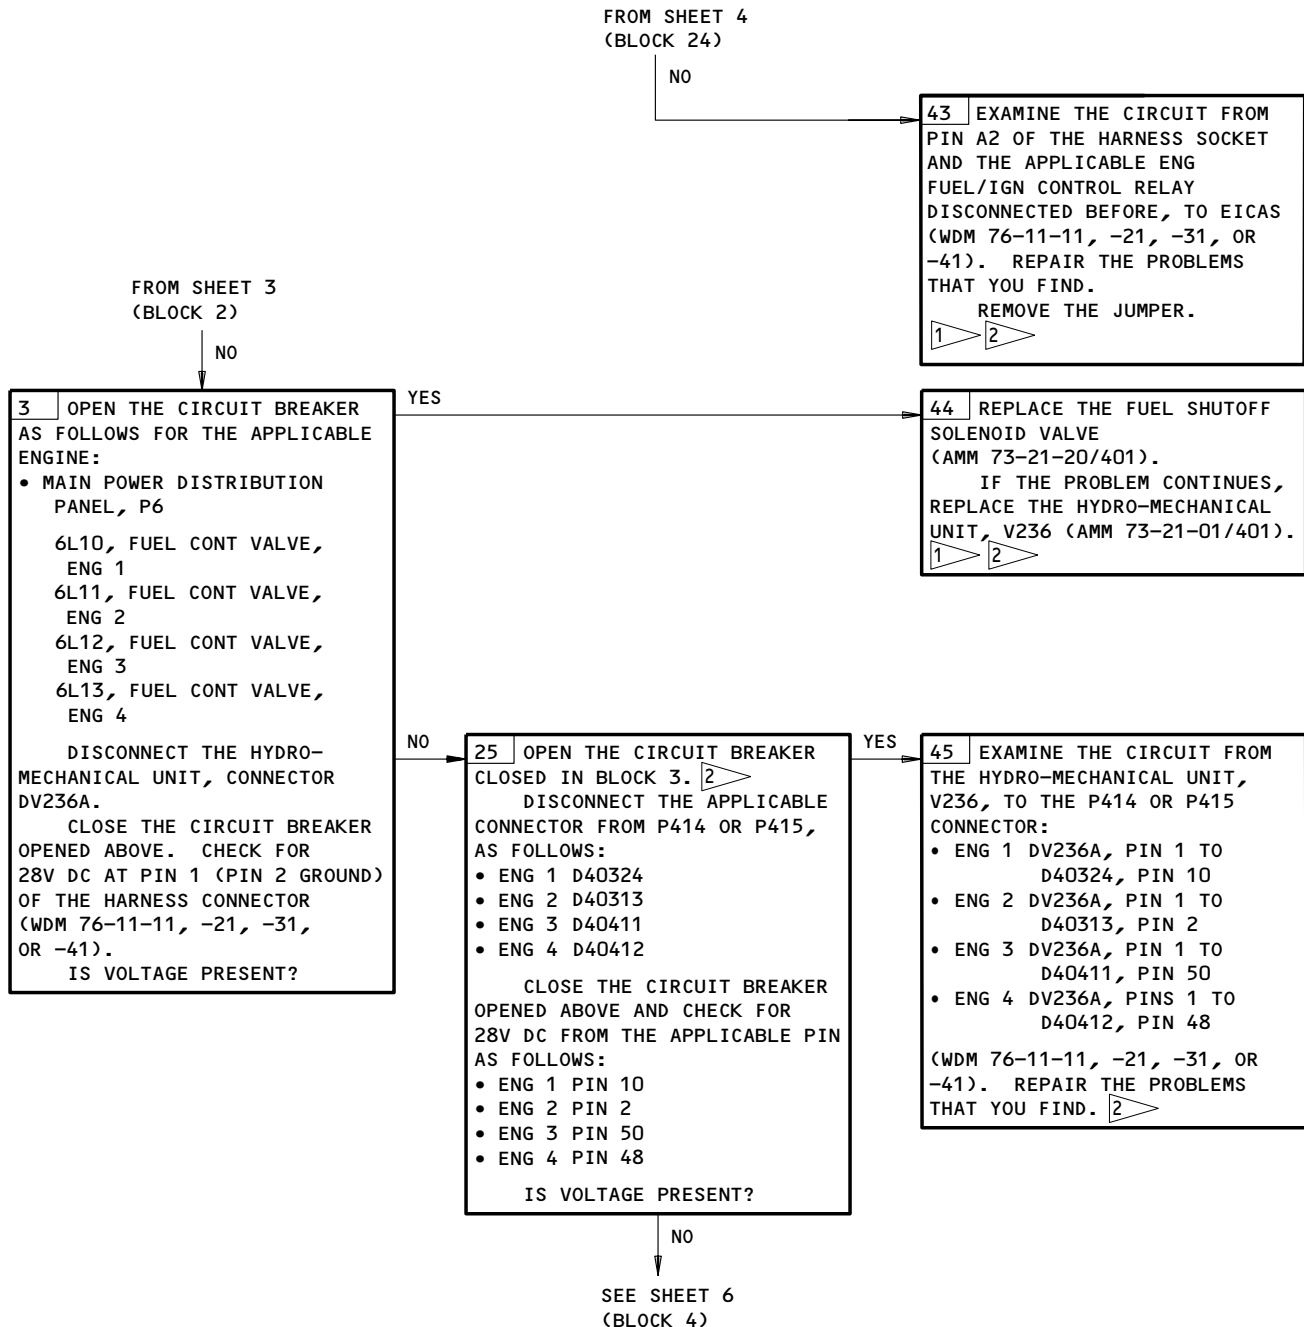 FROM SHEET 4
(BLOCK 24)
NO
43 EXAMINE THE CIRCUIT FROM
PIN A2 OF THE HARNESS SOCKET
AND THE APPLICABLE ENG
FUEL/IGN CONTROL RELAY
DISCONNECTED BEFORE, TO EICAS
(WDM 76-11-11, -21, -31, OR
-41). REPAIR THE PROBLEMS
THAT YOU FIND.
REMOVE THE JUMPER.
1 2
FROM SHEET 3
(BLOCK 2)
NO
3 OPEN THE CIRCUIT BREAKER
AS FOLLOWS FOR THE APPLICABLE
ENGINE:
• MAIN POWER DISTRIBUTION
PANEL, P6
6L10, FUEL CONT VALVE,
ENG 1
6L11, FUEL CONT VALVE,
ENG 2
6L12, FUEL CONT VALVE,
ENG 3
6L13, FUEL CONT VALVE,
ENG 4
DISCONNECT THE HYDRO-
MECHANICAL UNIT, CONNECTOR
DV236A.
CLOSE THE CIRCUIT BREAKER
OPENED ABOVE. CHECK FOR
28V DC AT PIN 1 (PIN 2 GROUND)
OF THE HARNESS CONNECTOR
(WDM 76-11-11, -21, -31,
OR -41).
IS VOLTAGE PRESENT?
YES
44 REPLACE THE FUEL SHUTOFF
SOLENOID VALVE
(AMM 73-21-20/401).
IF THE PROBLEM CONTINUES,
REPLACE THE HYDRO-MECHANICAL
UNIT, V236 (AMM 73-21-01/401).
1 2
NO
25 OPEN THE CIRCUIT BREAKER
CLOSED IN BLOCK 3. 2
DISCONNECT THE APPLICABLE
CONNECTOR FROM P414 OR P415,
AS FOLLOWS:
• ENG 1 D40324
• ENG 2 D40313
• ENG 3 D40411
• ENG 4 D40412
CLOSE THE CIRCUIT BREAKER
OPENED ABOVE AND CHECK FOR
28V DC FROM THE APPLICABLE PIN
AS FOLLOWS:
• ENG 1 PIN 10
• ENG 2 PIN 2
• ENG 3 PIN 50
• ENG 4 PIN 48
IS VOLTAGE PRESENT?
YES
45 EXAMINE THE CIRCUIT FROM
THE HYDRO-MECHANICAL UNIT,
V236, TO THE P414 OR P415
CONNECTOR:
• ENG 1 DV236A, PIN 1 TO
D40324, PIN 10
• ENG 2 DV236A, PIN 1 TO
D40313, PIN 2
• ENG 3 DV236A, PIN 1 TO
D40411, PIN 50
• ENG 4 DV236A, PINS 1 TO
D40412, PIN 48
(WDM 76-11-11, -21, -31, OR
-41). REPAIR THE PROBLEMS
THAT YOU FIND. 2
NO
SEE SHEET 6
(BLOCK 4)